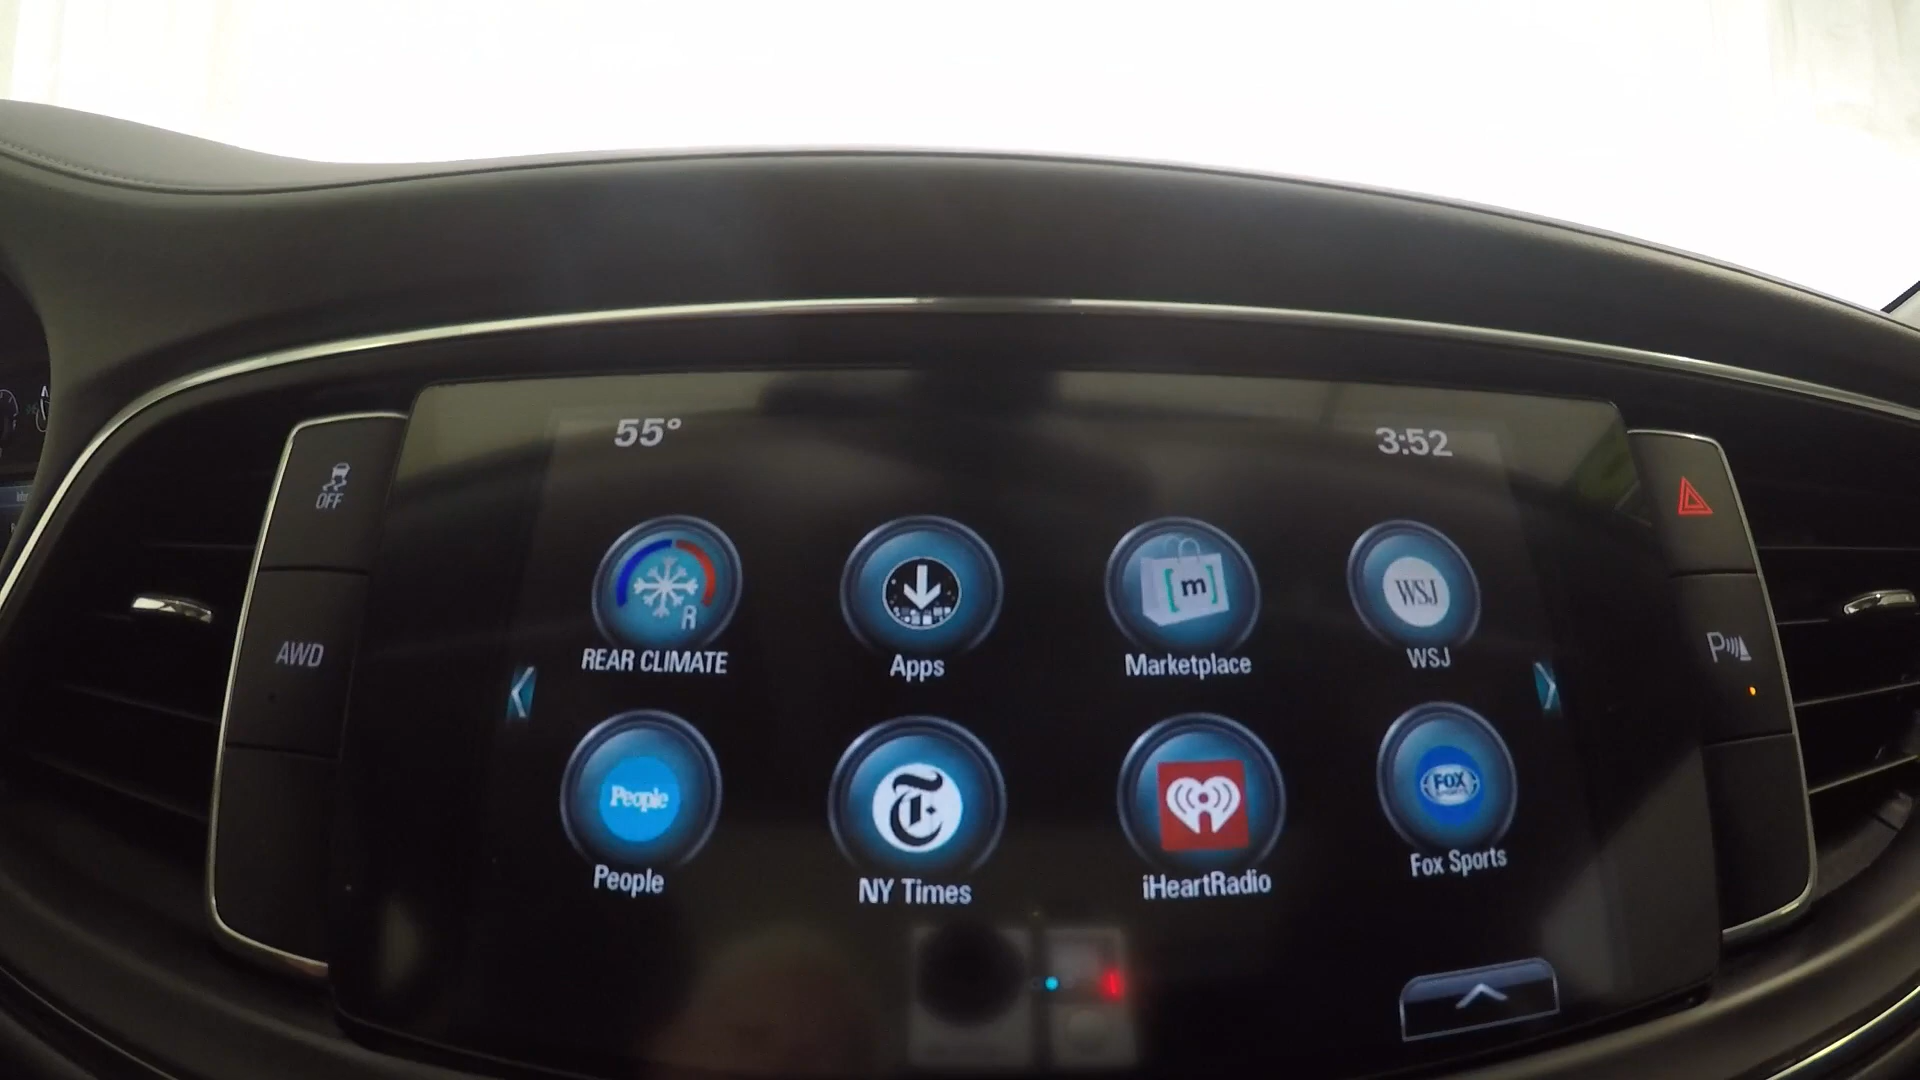 55°
3:52
OFF
R
[m]
WSJ
REAR CLIMATE
Apps
Marketplace
WSJ
AWD
P
People
T
FOX
SPORTS
People
NY Times
iHeartRadio
Fox Sports